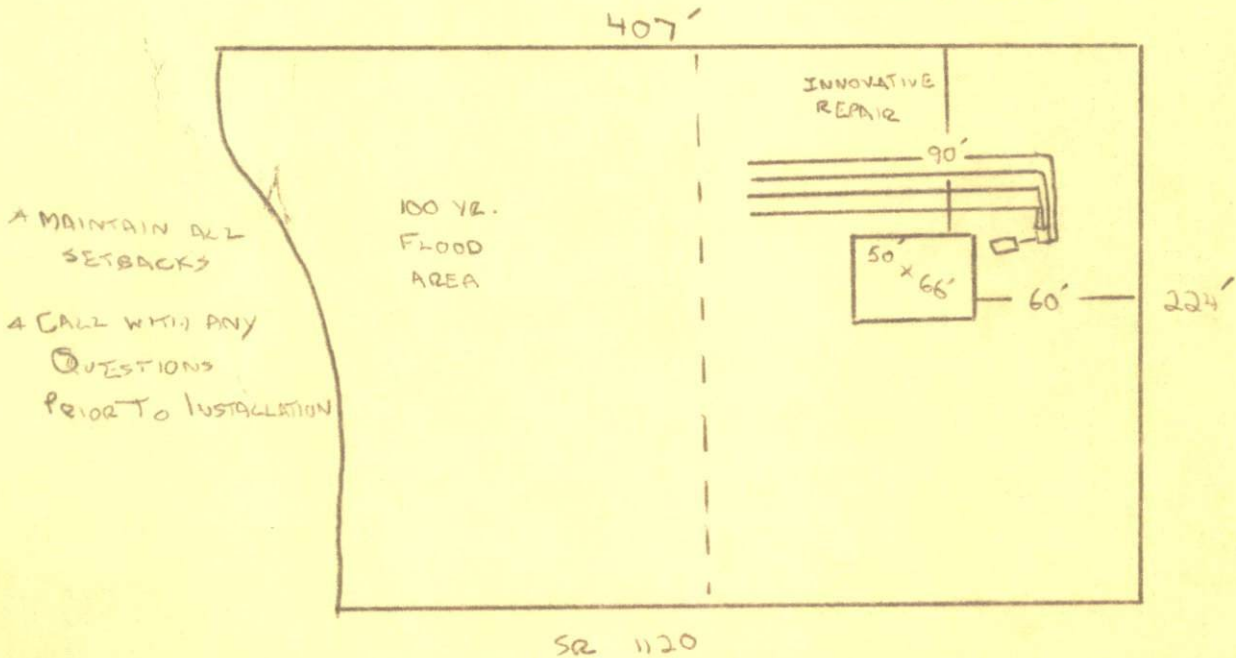 407'
INNOVATIVE
REPAIR
90'
100 YR.
FLOOD
AREA
MAINTAIN ALL
SETBACKS
50'
x 66'
60'
224'
CALL WITH ANY
QUESTIONS
PRIOR TO INSTALLATION
SR 1120